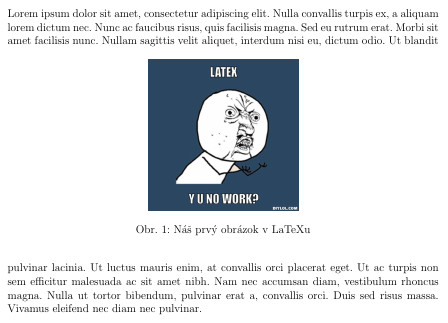 Lorem ipsum dolor sit amet, consectetur adipiscing elit. Nulla convallis turpis ex, a aliquam
lorem dictum nec. Nunc ac faucibus risus, quis facilisis magna. Sed eu rutrum erat. Morbi sit
amet facilisis nunc. Nullam sagittis velit aliquet, interdum nisi eu, dictum odio. Ut blandit
LATEX
Y U NO WORK?
DIYLOL.COM
Obr. 1: Náš prvý obrázok v LaTeXu
pulvinar lacinia. Ut luctus mauris enim, at convallis orci placerat eget. Ut ac turpis non
sem efficitur malesuada ac sit amet nibh. Nam nec accumsan diam, vestibulum rhoncus
magna. Nulla ut tortor bibendum, pulvinar erat a, convallis orci. Duis sed risus massa.
Vivamus eleifend nec diam nec pulvinar.